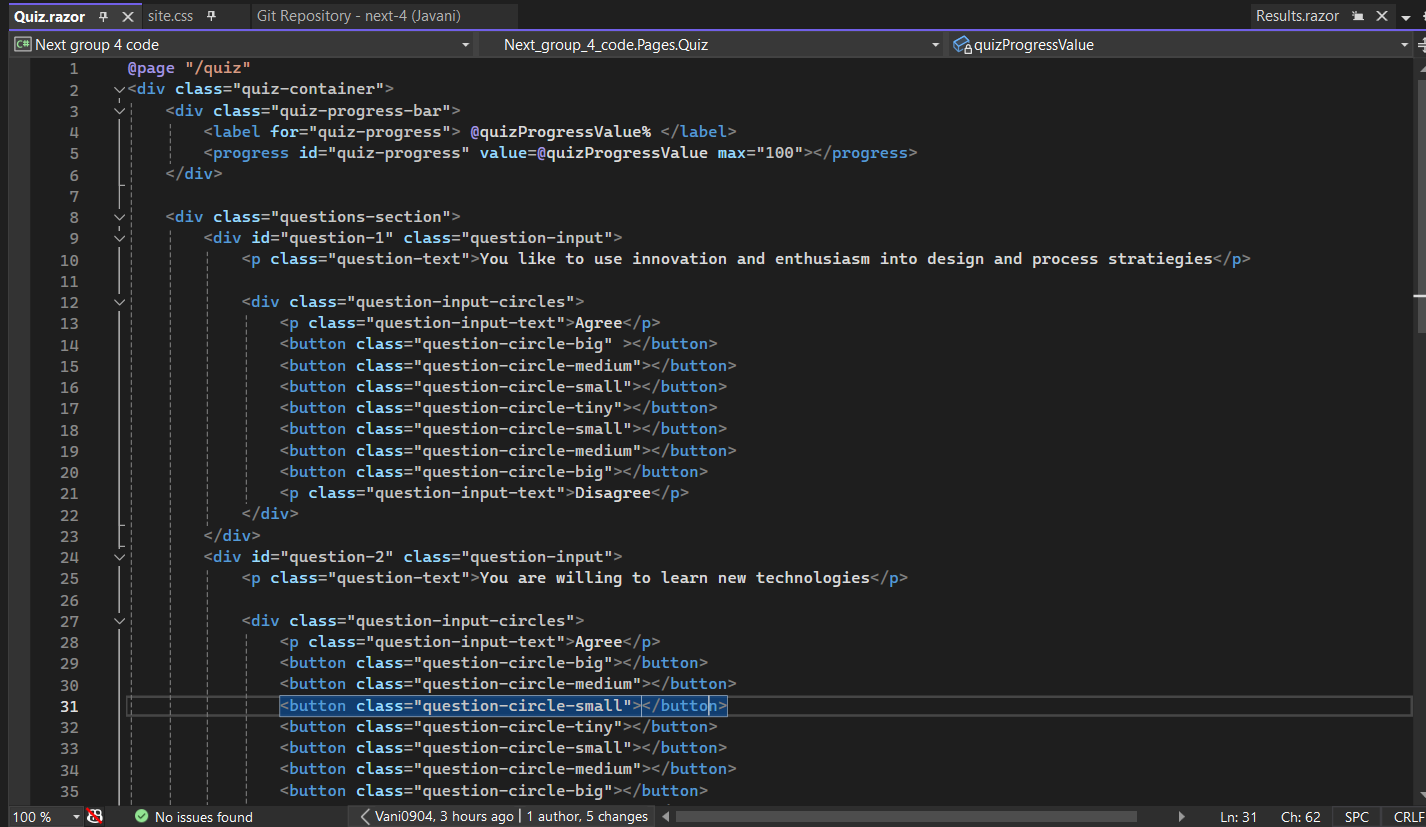 Quiz.razor site.css Git Repository - next-4 (Javani) Results.razor
C# Next group 4 code Next_group_4_code.Pages.Quiz quizProgressValue
1 @page "/quiz"
2 <div class="quiz-container">
3 <div class="quiz-progress-bar">
4 <label for="quiz-progress"> @quizProgressValue% </label>
5 <progress id="quiz-progress" value=@quizProgressValue max="100"></progress>
6 </div>
7
8 <div class="questions-section">
9 <div id="question-1" class="question-input">
10 <p class="question-text">You like to use innovation and enthusiasm into design and process stratiegies</p>
11
12 <div class="question-input-circles">
13 <p class="question-input-text">Agree</p>
14 <button class="question-circle-big" ></button>
15 <button class="question-circle-medium"></button>
16 <button class="question-circle-small"></button>
17 <button class="question-circle-tiny"></button>
18 <button class="question-circle-small"></button>
19 <button class="question-circle-medium"></button>
20 <button class="question-circle-big"></button>
21 <p class="question-input-text">Disagree</p>
22 </div>
23 </div>
24 <div id="question-2" class="question-input">
25 <p class="question-text">You are willing to learn new technologies</p>
26
27 <div class="question-input-circles">
28 <p class="question-input-text">Agree</p>
29 <button class="question-circle-big"></button>
30 <button class="question-circle-medium"></button>
31 <button class="question-circle-small"></button>
32 <button class="question-circle-tiny"></button>
33 <button class="question-circle-small"></button>
34 <button class="question-circle-medium"></button>
35 <button class="question-circle-big"></button>
100 % No issues found Vani0904, 3 hours ago | 1 author, 5 changes Ln: 31 Ch: 62 SPC CRLF